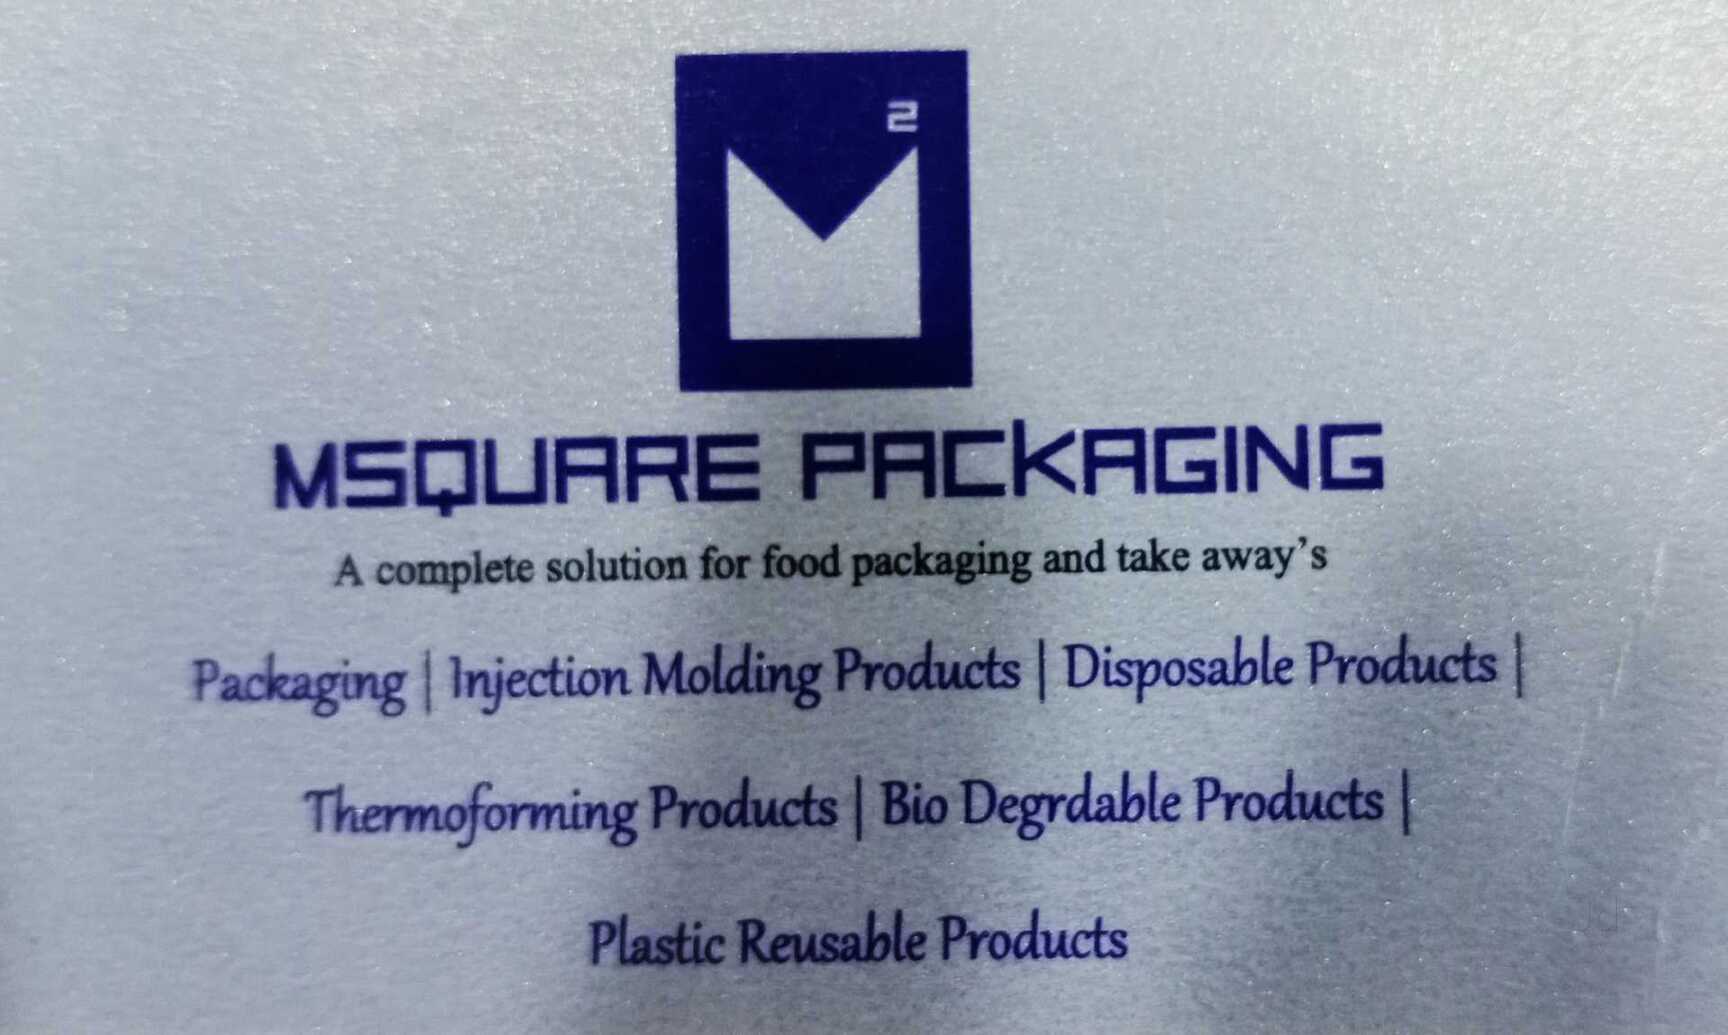 2
MSQUARE PACKAGING
A complete solution for food packaging and take away's
Packaging | Injection Molding Products | Disposable Products |
Thermoforming Products | Bio Degrdable Products |
Plastic Reusable Products